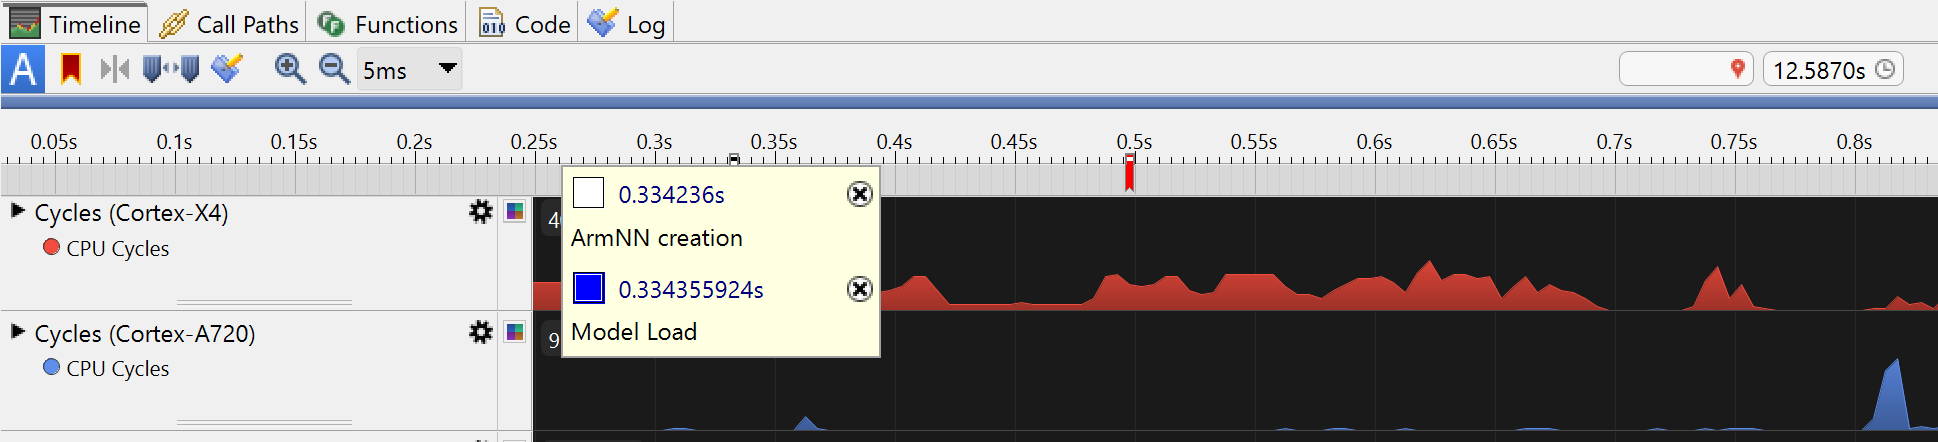 Timeline Call Paths Functions Code Log
A 5ms 12.5870s
0.05s 0.1s 0.15s 0.2s 0.25s 0.3s 0.35s 0.4s 0.45s 0.5s 0.55s 0.6s 0.65s 0.7s 0.75s 0.8s
0.334236s
Cycles (Cortex-X4)
CPU Cycles
ArmNN creation
0.334355924s
Cycles (Cortex-A720)
Model Load
CPU Cycles